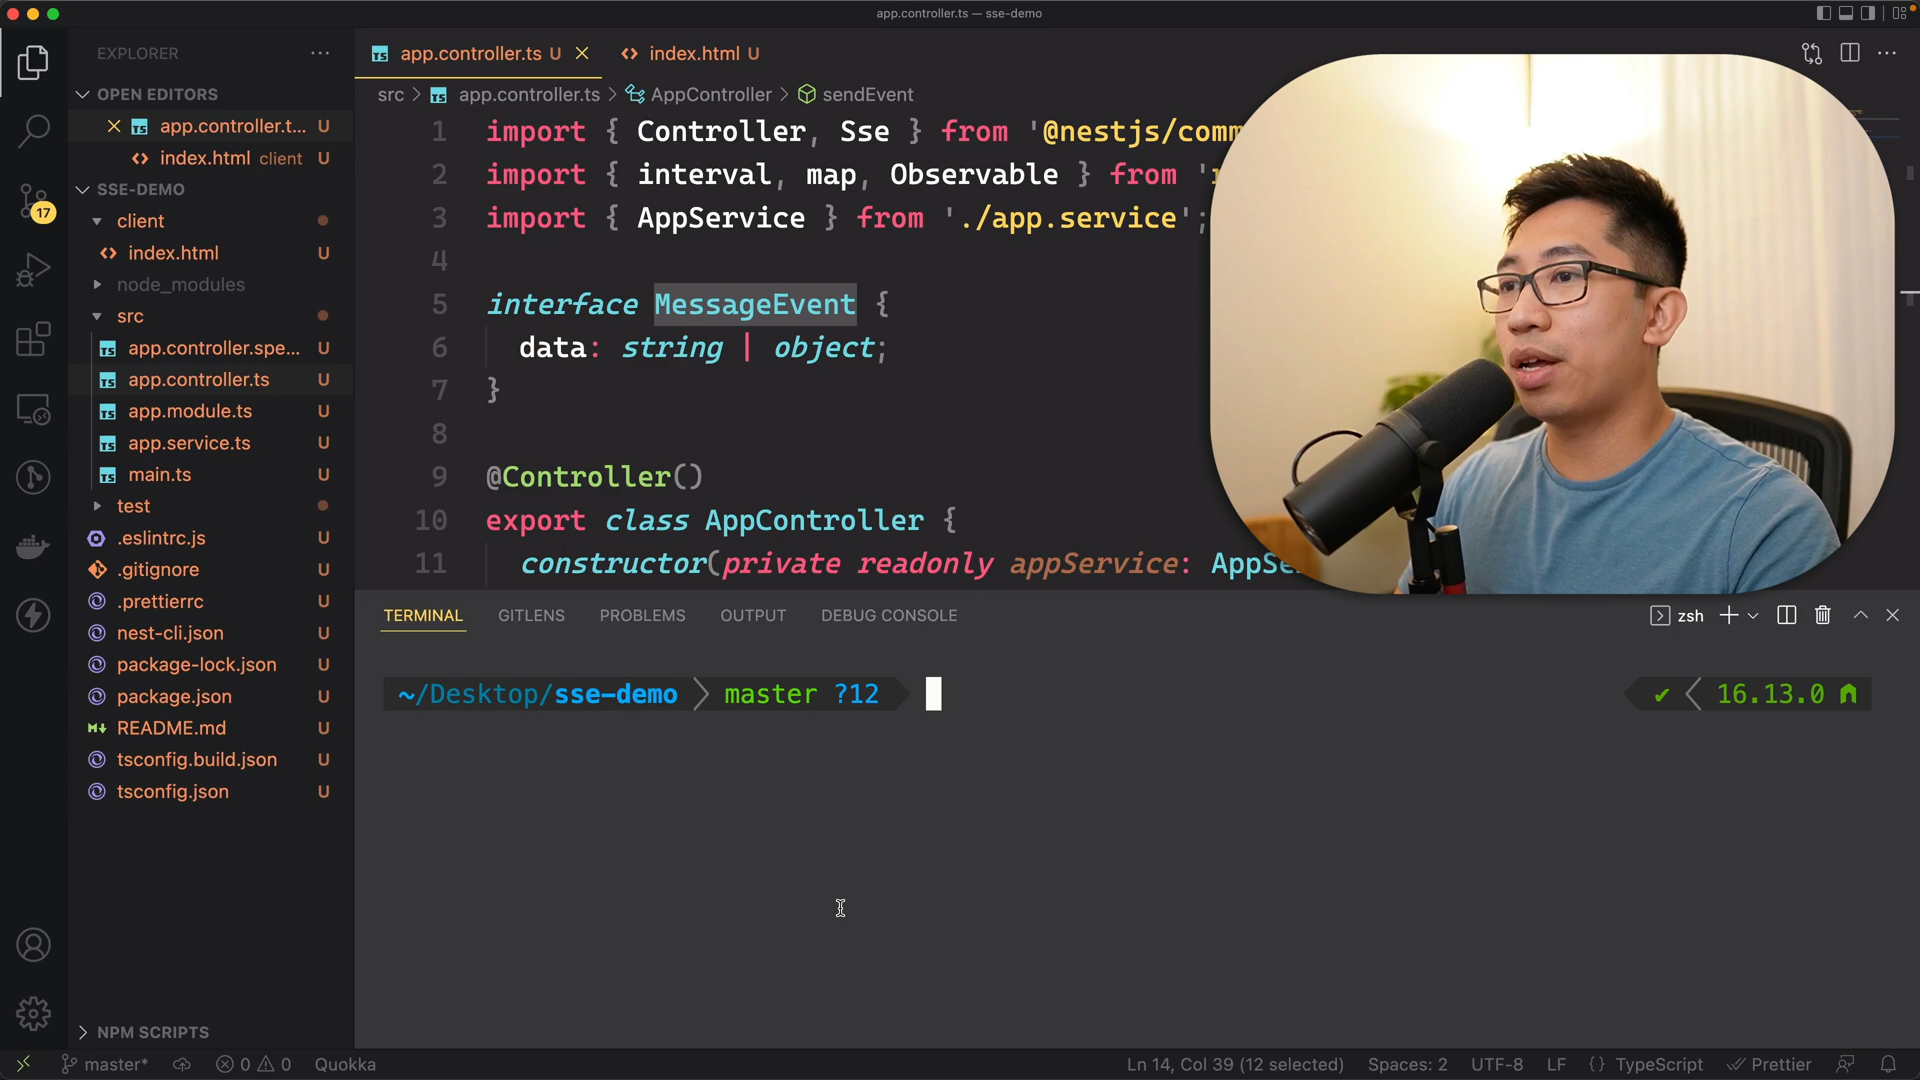 app.controller.ts — sse-demo
EXPLORER
app.controller.ts U
index.html U
OPEN EDITORS
src > app.controller.ts > AppController > sendEvent
app.controller.t... U
index.html client U
SSE-DEMO
client
index.html U
node_modules
src
app.controller.spe... U
app.controller.ts U
app.module.ts U
app.service.ts U
main.ts U
test
.eslintrc.js U
.gitignore U
.prettierrc U
nest-cli.json U
package-lock.json U
package.json U
README.md U
tsconfig.build.json U
tsconfig.json U
NPM SCRIPTS
17
1 import { Controller, Sse } from '@nestjs/comm
2 import { interval, map, Observable } from '
3 import { AppService } from './app.service';
4
5 interface MessageEvent {
6 data: string | object;
7 }
8
9 @Controller()
10 export class AppController {
11 constructor(private readonly appService: AppSe
TERMINAL GITLENS PROBLEMS OUTPUT DEBUG CONSOLE
zsh
~/Desktop/sse-demo master ?12
16.13.0
master* 0 0 Quokka
Ln 14, Col 39 (12 selected) Spaces: 2 UTF-8 LF {} TypeScript Prettier